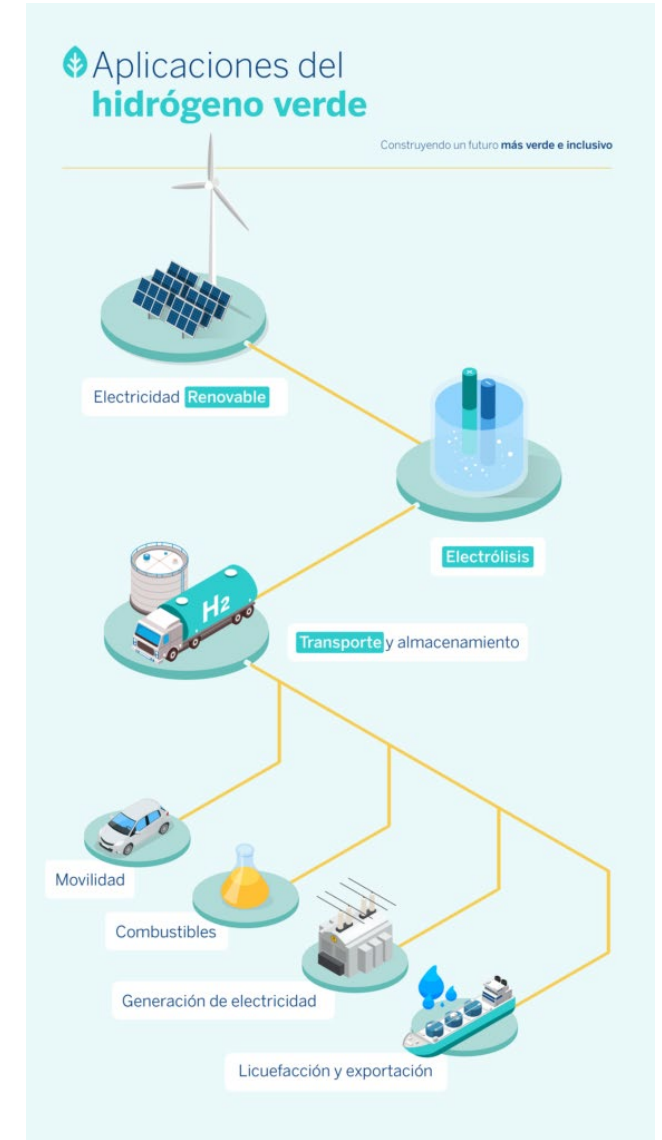 Aplicaciones del
hidrógeno verde
Construyendo un futuro más verde e inclusivo
Electricidad Renovable
Electrólisis
H2
Transporte y almacenamiento
Movilidad
Combustibles
Generación de electricidad
Licuefacción y exportación